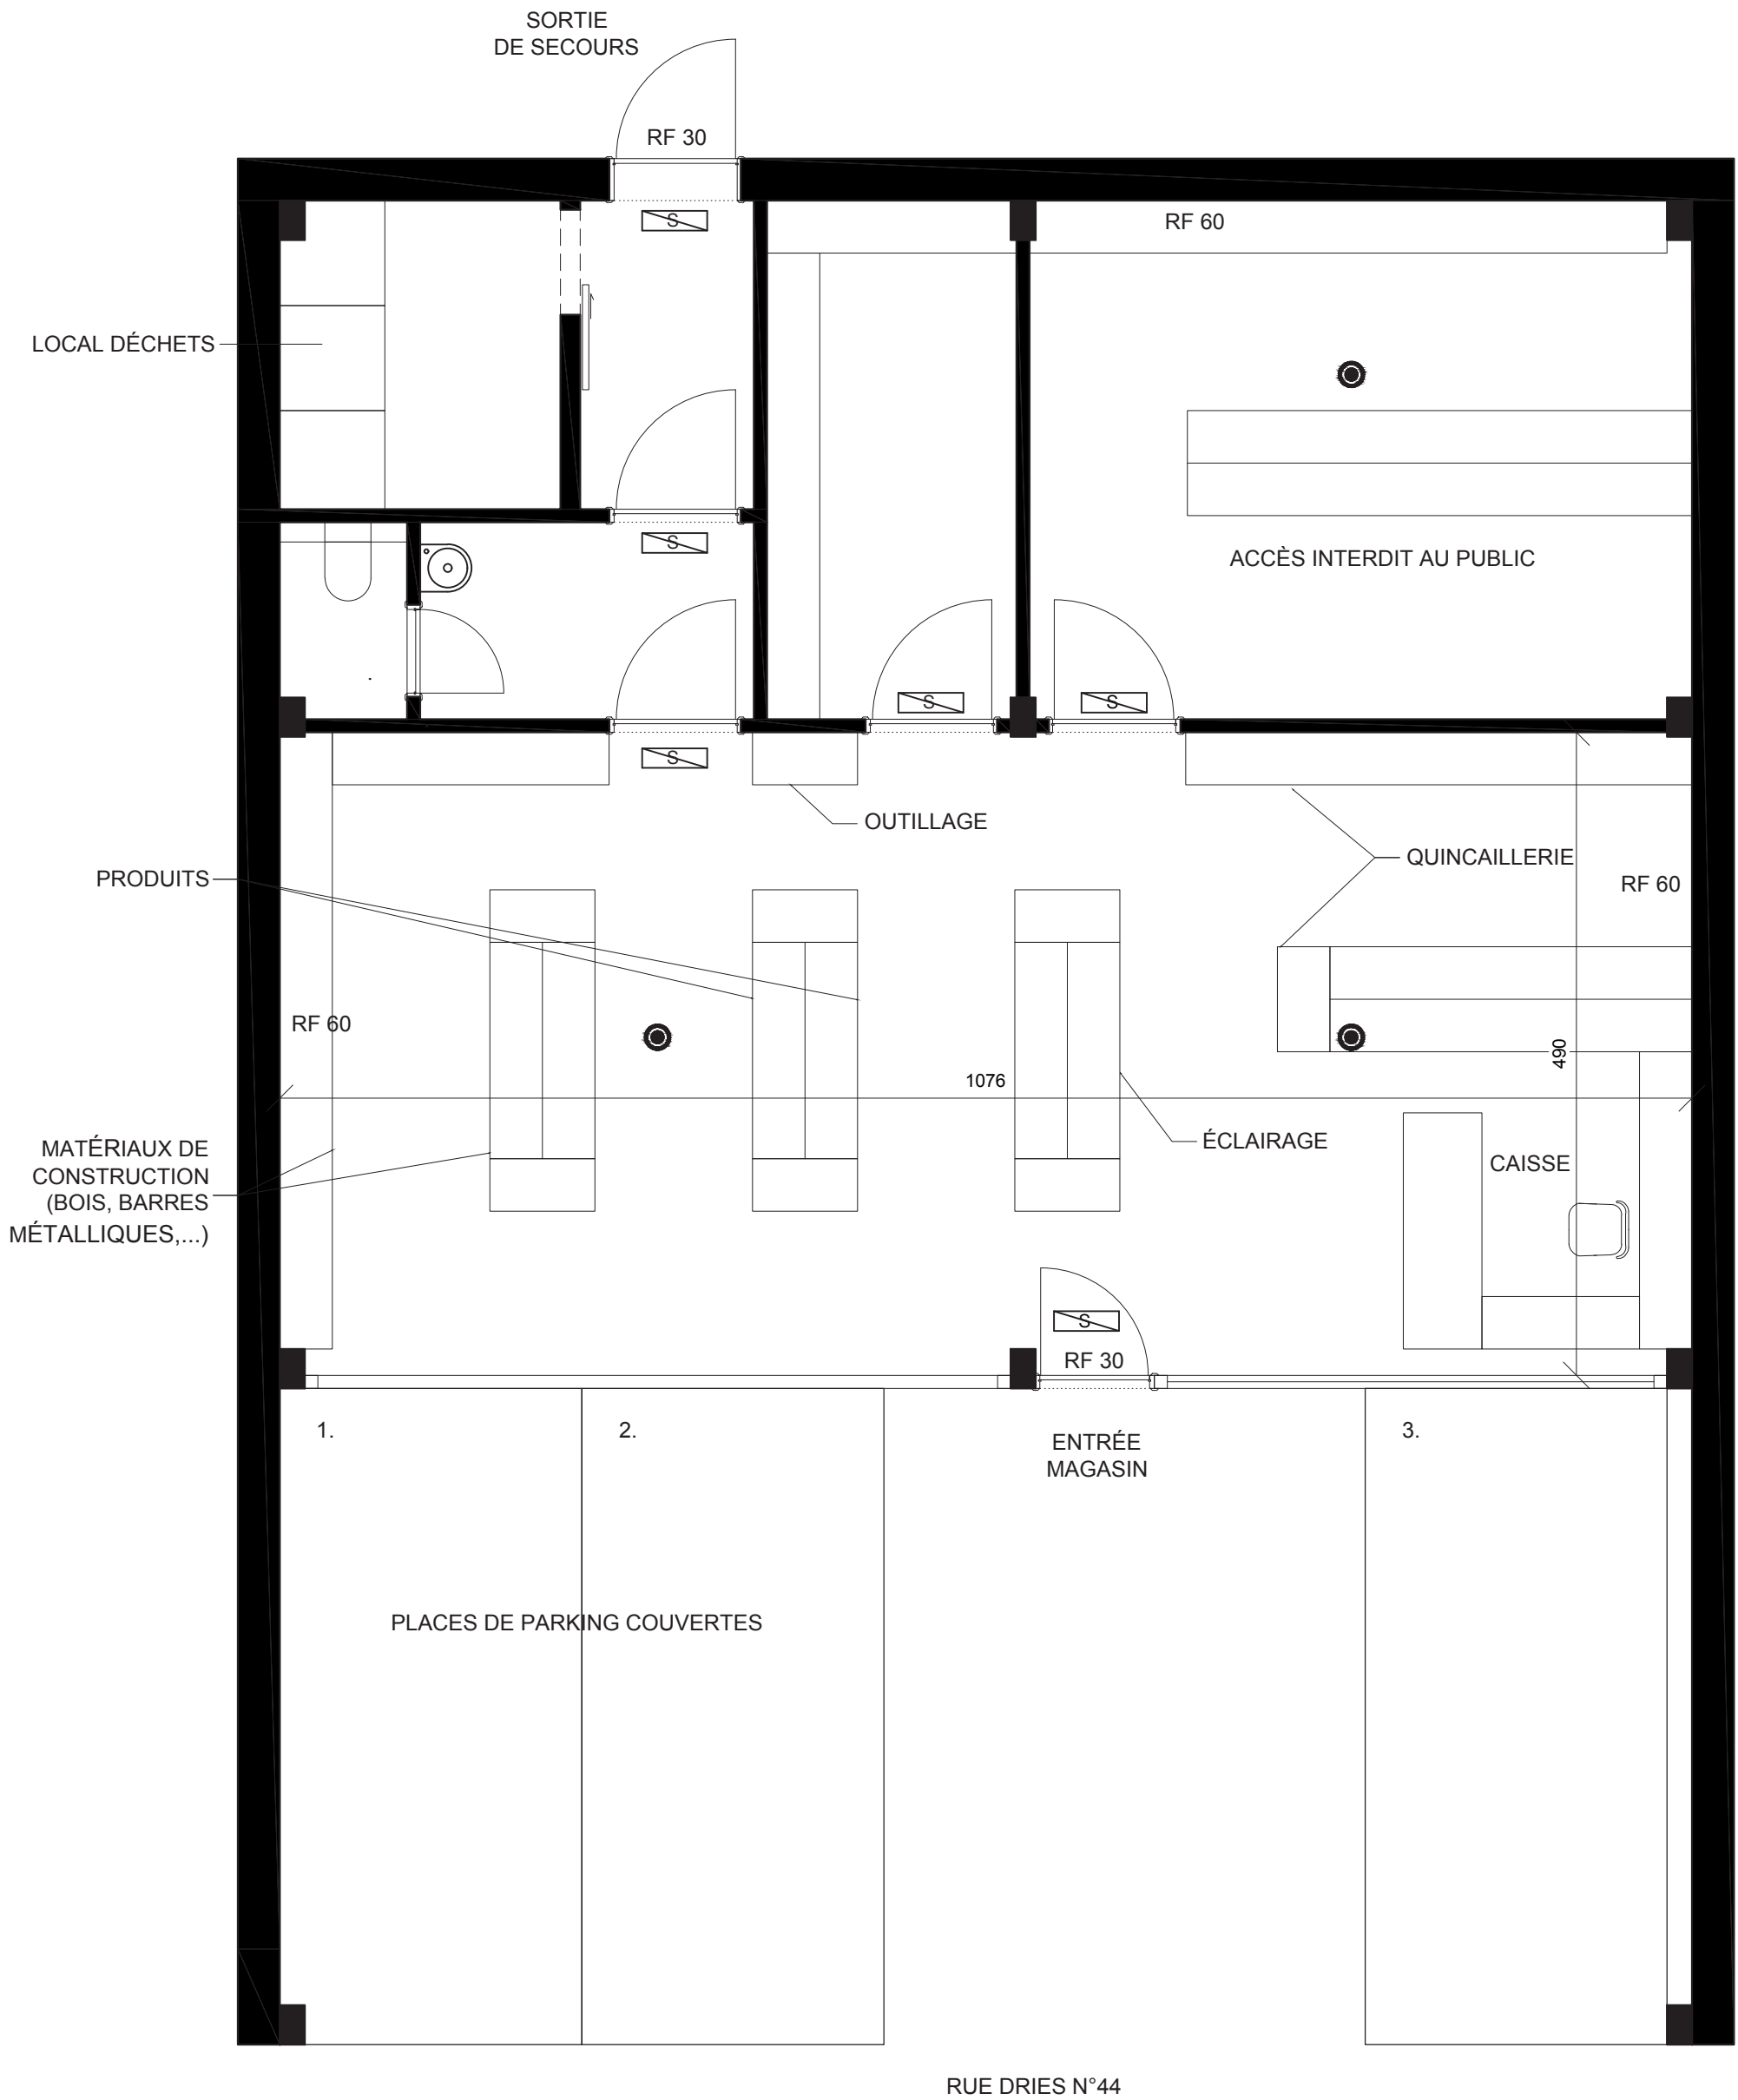 SORTIE
DE SECOURS
RF 30
S
RF 60
LOCAL DÉCHETS
S
ACCÈS INTERDIT AU PUBLIC
S
S
S
OUTILLAGE
QUINCAILLERIE
PRODUITS
RF 60
RF 60
490
1076
ÉCLAIRAGE
MATÉRIAUX DE
CONSTRUCTION
(BOIS, BARRES
MÉTALLIQUES,...)
CAISSE
S
RF 30
1.
2.
3.
ENTRÉE
MAGASIN
PLACES DE PARKING COUVERTES
RUE DRIES N°44